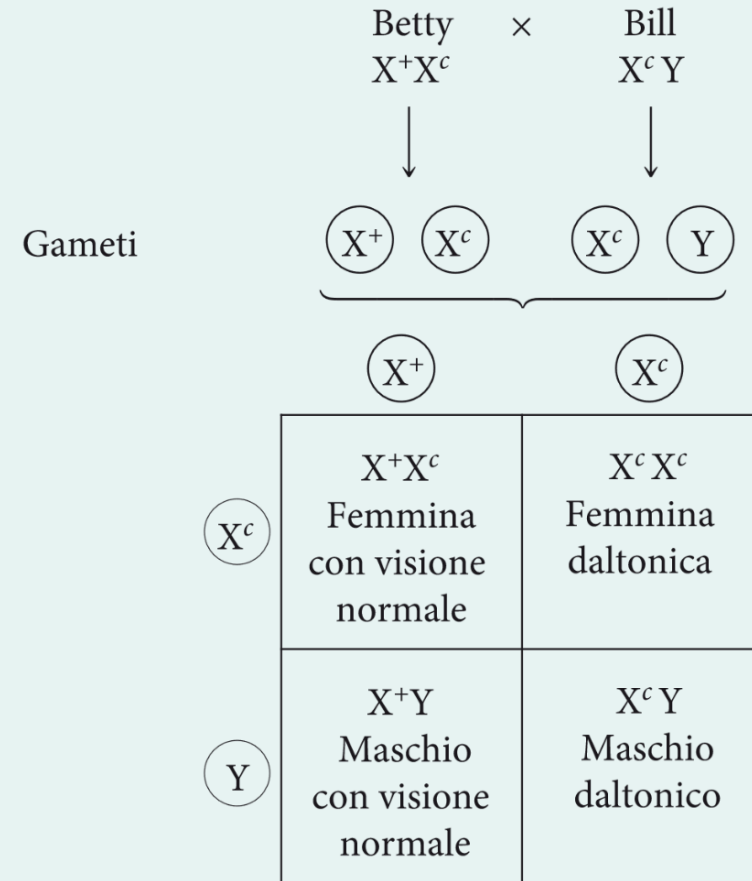 Betty × Bill
X⁺Xᶜ XᶜY
Gameti X⁺ Xᶜ Xᶜ Y
X⁺ Xᶜ
Xᶜ
X⁺Xᶜ
Femmina
con visione
normale
XᶜXᶜ
Femmina
daltonica
Y
X⁺Y
Maschio
con visione
normale
XᶜY
Maschio
daltonico